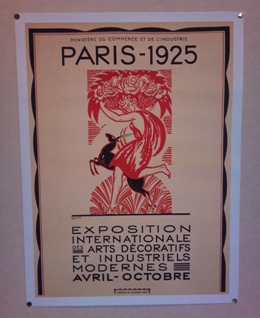 MINISTÈRE DU COMMERCE ET DE L'INDUSTRIE
PARIS-1925
EXPOSITION
INTERNATIONALE
DES ARTS DÉCORATIFS
ET INDUSTRIELS
MODERNES
AVRIL-OCTOBRE